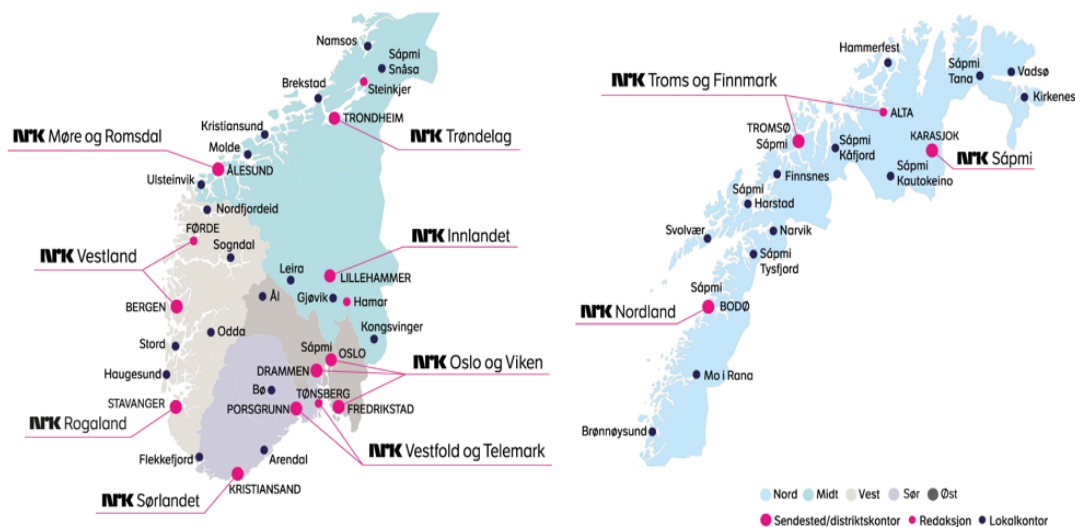 Namsos
Sápmi
Snåsa
Brekstad
Steinkjer
TRONDHEIM
NRK Trøndelag
Kristiansund
NRK Møre og Romsdal
Molde
ÅLESUND
Ulsteinvik
Nordfjordeid
FØRDE
Sogndal
NRK Vestland
NRK Innlandet
Leira
LILLEHAMMER
Ål
Gjøvik
Hamar
BERGEN
Odda
Kongsvinger
Stord
Sápmi
OSLO
NRK Oslo og Viken
Haugesund
DRAMMEN
Bø
TØNSBERG
STAVANGER
PORSGRUNN
FREDRIKSTAD
NRK Rogaland
NRK Vestfold og Telemark
Flekkefjord
Arendal
KRISTIANSAND
NRK Sørlandet
Hammerfest
Sápmi
Tana
Vadsø
Kirkenes
NRK Troms og Finnmark
ALTA
TROMSØ
Sápmi
KARASJOK
NRK Sápmi
Sápmi
Kåfjord
Sápmi
Kautokeino
Finnsnes
Sápmi
Harstad
Svolvær
Narvik
Sápmi
Tysfjord
Sápmi
BODØ
NRK Nordland
Mo i Rana
Brønnøysund
Nord Midt Vest Sør Øst
Sendested/distriktskontor Redaksjon Lokalkontor